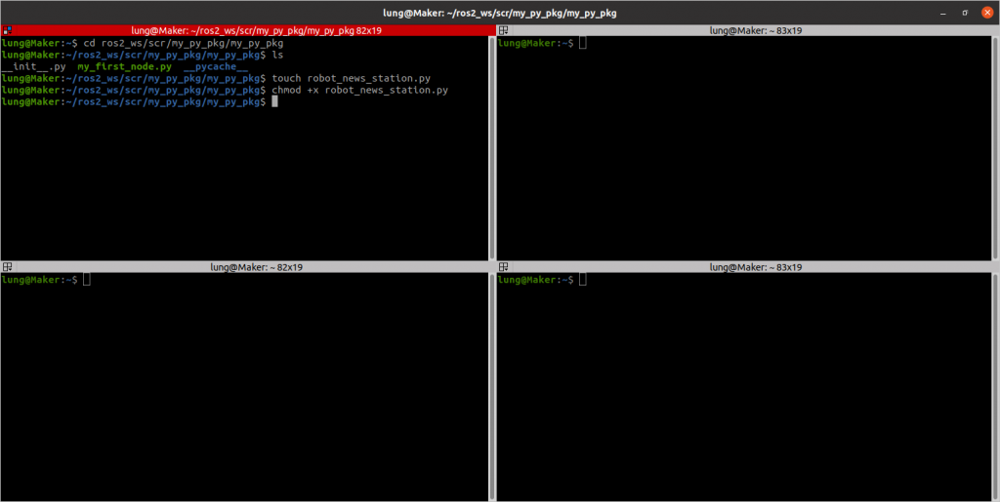 lung@Maker: ~/ros2_ws/scr/my_py_pkg/my_py_pkg
lung@Maker: ~/ros2_ws/scr/my_py_pkg/my_py_pkg 82x19
lung@Maker:~$ cd ros2_ws/scr/my_py_pkg/my_py_pkg
lung@Maker:~/ros2_ws/scr/my_py_pkg/my_py_pkg$ ls
__init__.py  my_first_node.py  __pycache__
lung@Maker:~/ros2_ws/scr/my_py_pkg/my_py_pkg$ touch robot_news_station.py
lung@Maker:~/ros2_ws/scr/my_py_pkg/my_py_pkg$ chmod +x robot_news_station.py
lung@Maker:~/ros2_ws/scr/my_py_pkg/my_py_pkg$
lung@Maker: ~ 83x19
lung@Maker:~$
lung@Maker: ~ 82x19
lung@Maker:~$
lung@Maker: ~ 83x19
lung@Maker:~$